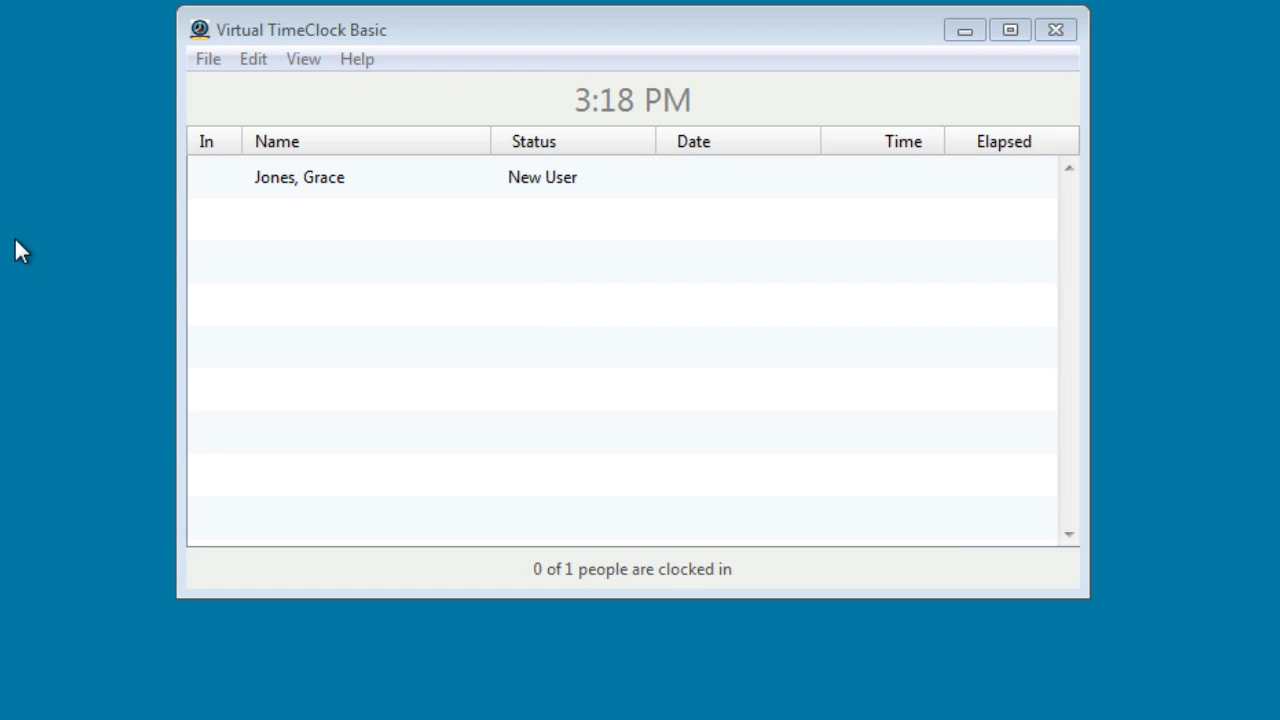 Virtual TimeClock Basic
File Edit View Help
3:18 PM
In Name Status Date Time Elapsed
Jones, Grace New User
0 of 1 people are clocked in